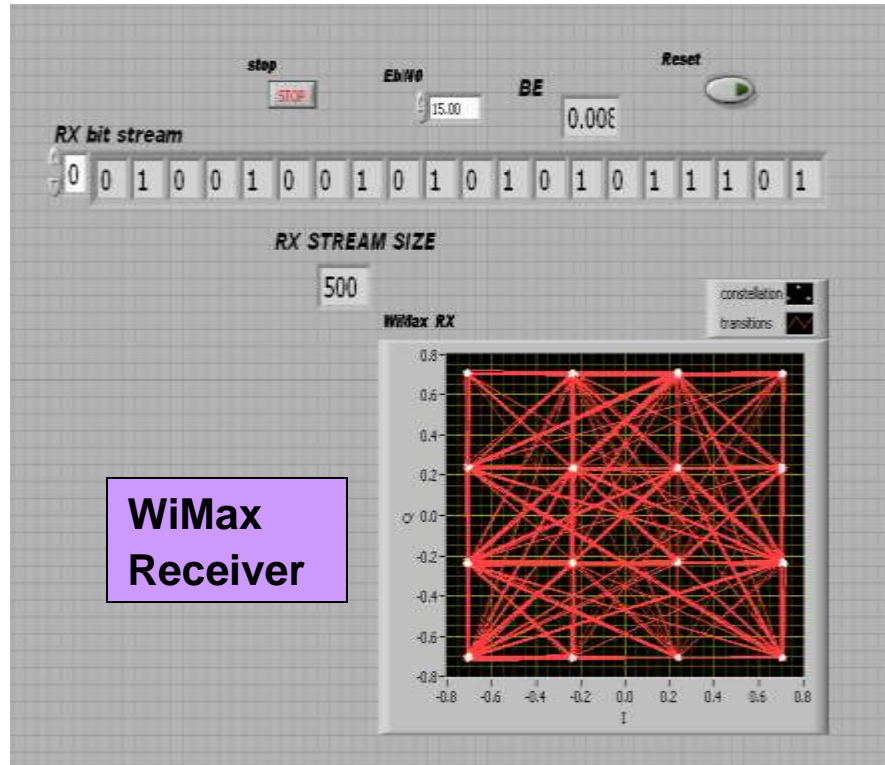 stop
Reset
STOP
Eb/N0
15.00
BE
0.008
RX bit stream
0 0 1 0 0 1 0 0 1 0 1 0 1 0 1 0 1 1 1 0 1
RX STREAM SIZE
500
constellation
transitions
WiMax RX
0.8
0.6
0.4
0.2
Q 0.0
-0.2
-0.4
-0.6
-0.8
-0.8 -0.6 -0.4 -0.2 0.0 0.2 0.4 0.6 0.8
I
WiMax
Receiver